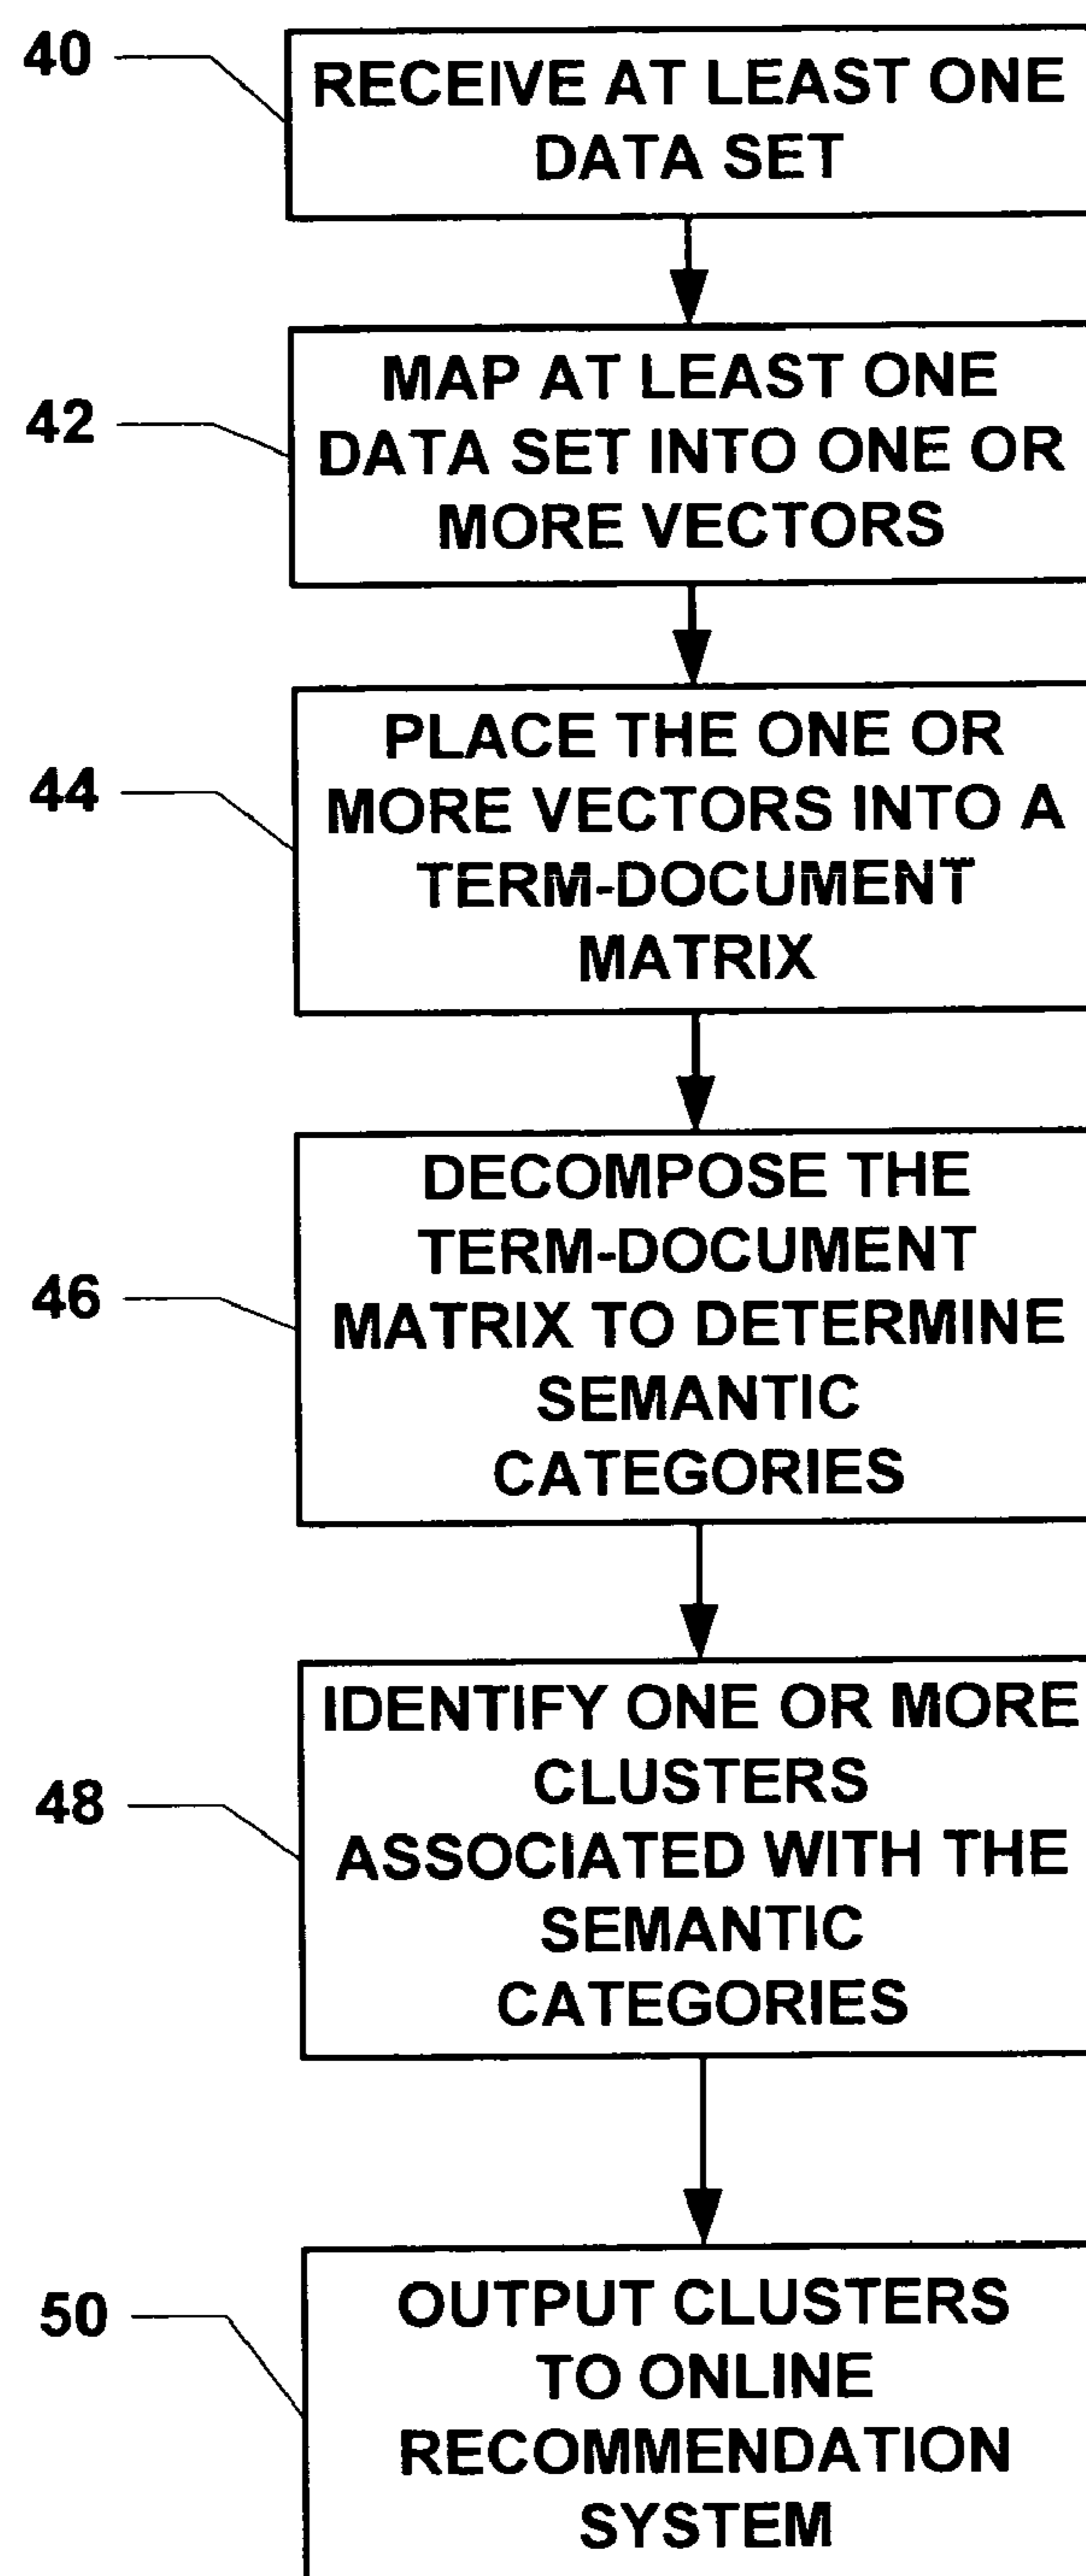 40
RECEIVE AT LEAST ONE
DATA SET
42
MAP AT LEAST ONE
DATA SET INTO ONE OR
MORE VECTORS
44
PLACE THE ONE OR
MORE VECTORS INTO A
TERM-DOCUMENT
MATRIX
46
DECOMPOSE THE
TERM-DOCUMENT
MATRIX TO DETERMINE
SEMANTIC
CATEGORIES
48
IDENTIFY ONE OR MORE
CLUSTERS
ASSOCIATED WITH THE
SEMANTIC
CATEGORIES
50
OUTPUT CLUSTERS
TO ONLINE
RECOMMENDATION
SYSTEM